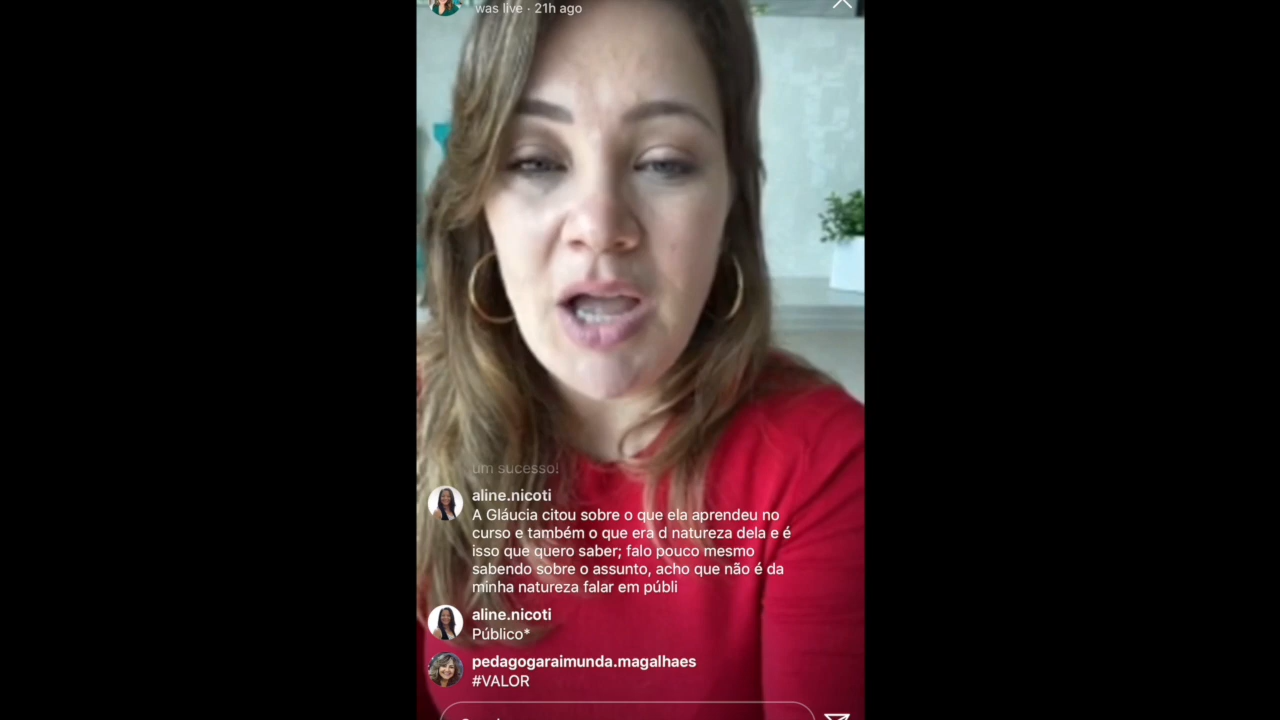 was live · 21h ago
um sucesso!
aline.nicoti
A Gláucia citou sobre o que ela aprendeu no
curso e também o que era d natureza dela e é
isso que quero saber; falo pouco mesmo
sabendo sobre o assunto, acho que não é da
minha natureza falar em públi
aline.nicoti
Público*
pedagogaraimunda.magalhaes
#VALOR